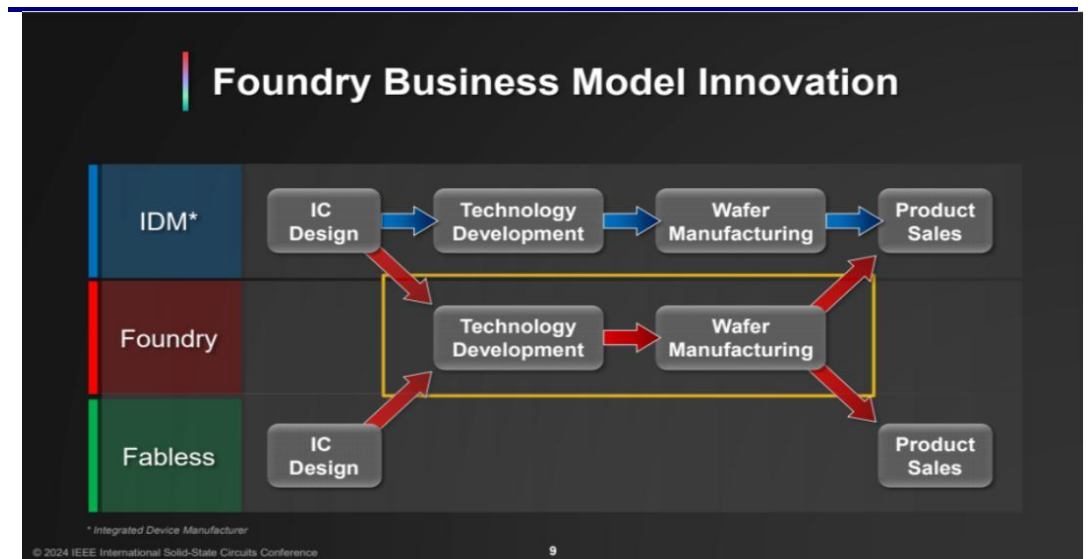 Foundry Business Model Innovation
IDM*
IC
Design
Technology
Development
Wafer
Manufacturing
Product
Sales
Foundry
Technology
Development
Wafer
Manufacturing
Fabless
IC
Design
Product
Sales
* Integrated Device Manufacturer
© 2024 IEEE International Solid-State Circuits Conference
9